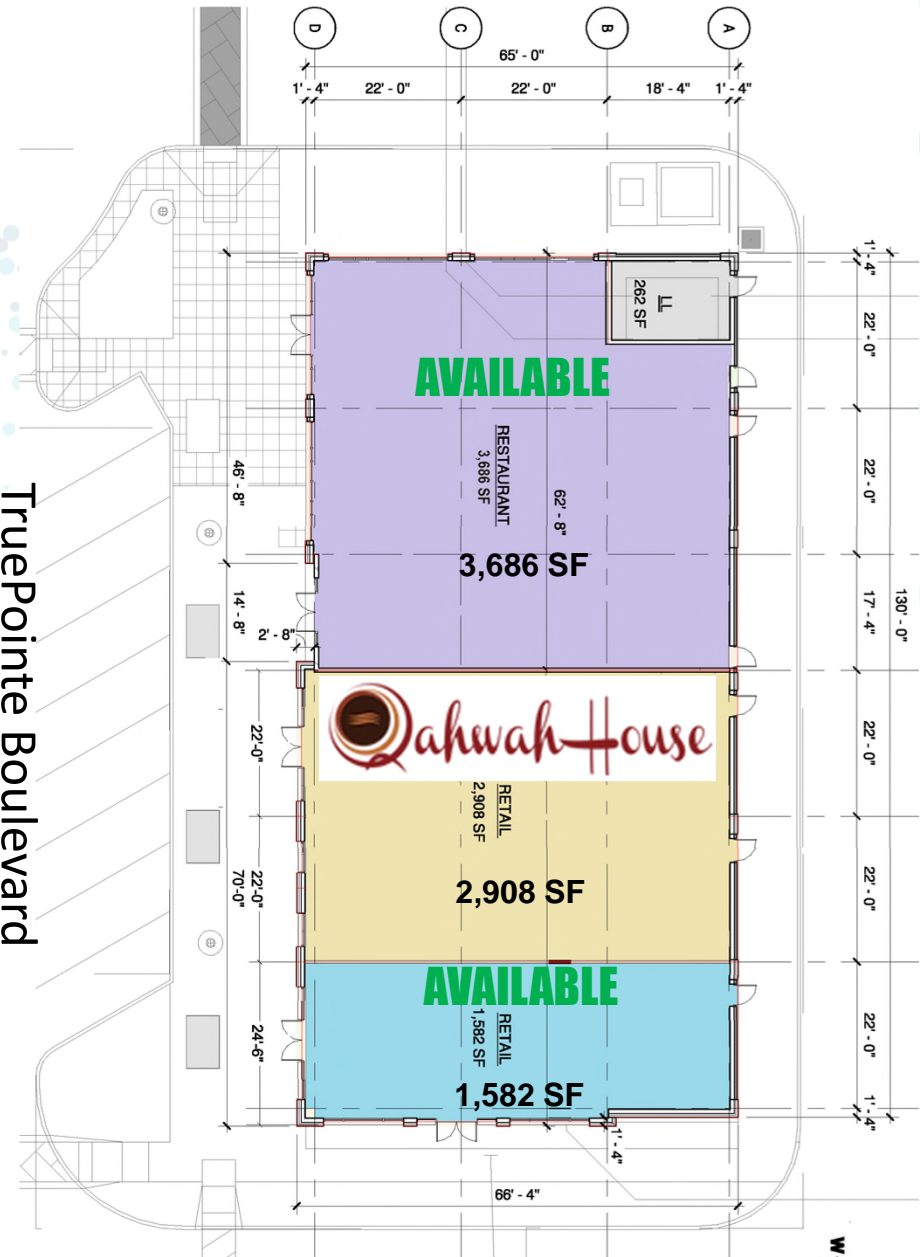 D
C
B
A
65' - 0"
1' - 4"
22' - 0"
22' - 0"
18' - 4"
1' - 4"
1' - 4"
22' - 0"
22' - 0"
17' - 4"
130' - 0"
22' - 0"
22' - 0"
22' - 0"
1' - 4"
LL
262 SF
AVAILABLE
RESTAURANT
3,686 SF
62' - 8"
3,686 SF
46' - 8"
14' - 8"
2' - 8"
Qahwah House
RETAIL
2,908 SF
2,908 SF
22'-0"
22'-0"
70'-0"
24'-6"
AVAILABLE
RETAIL
1,582 SF
1,582 SF
1' - 4"
66' - 4"
TruePointe Boulevard
W